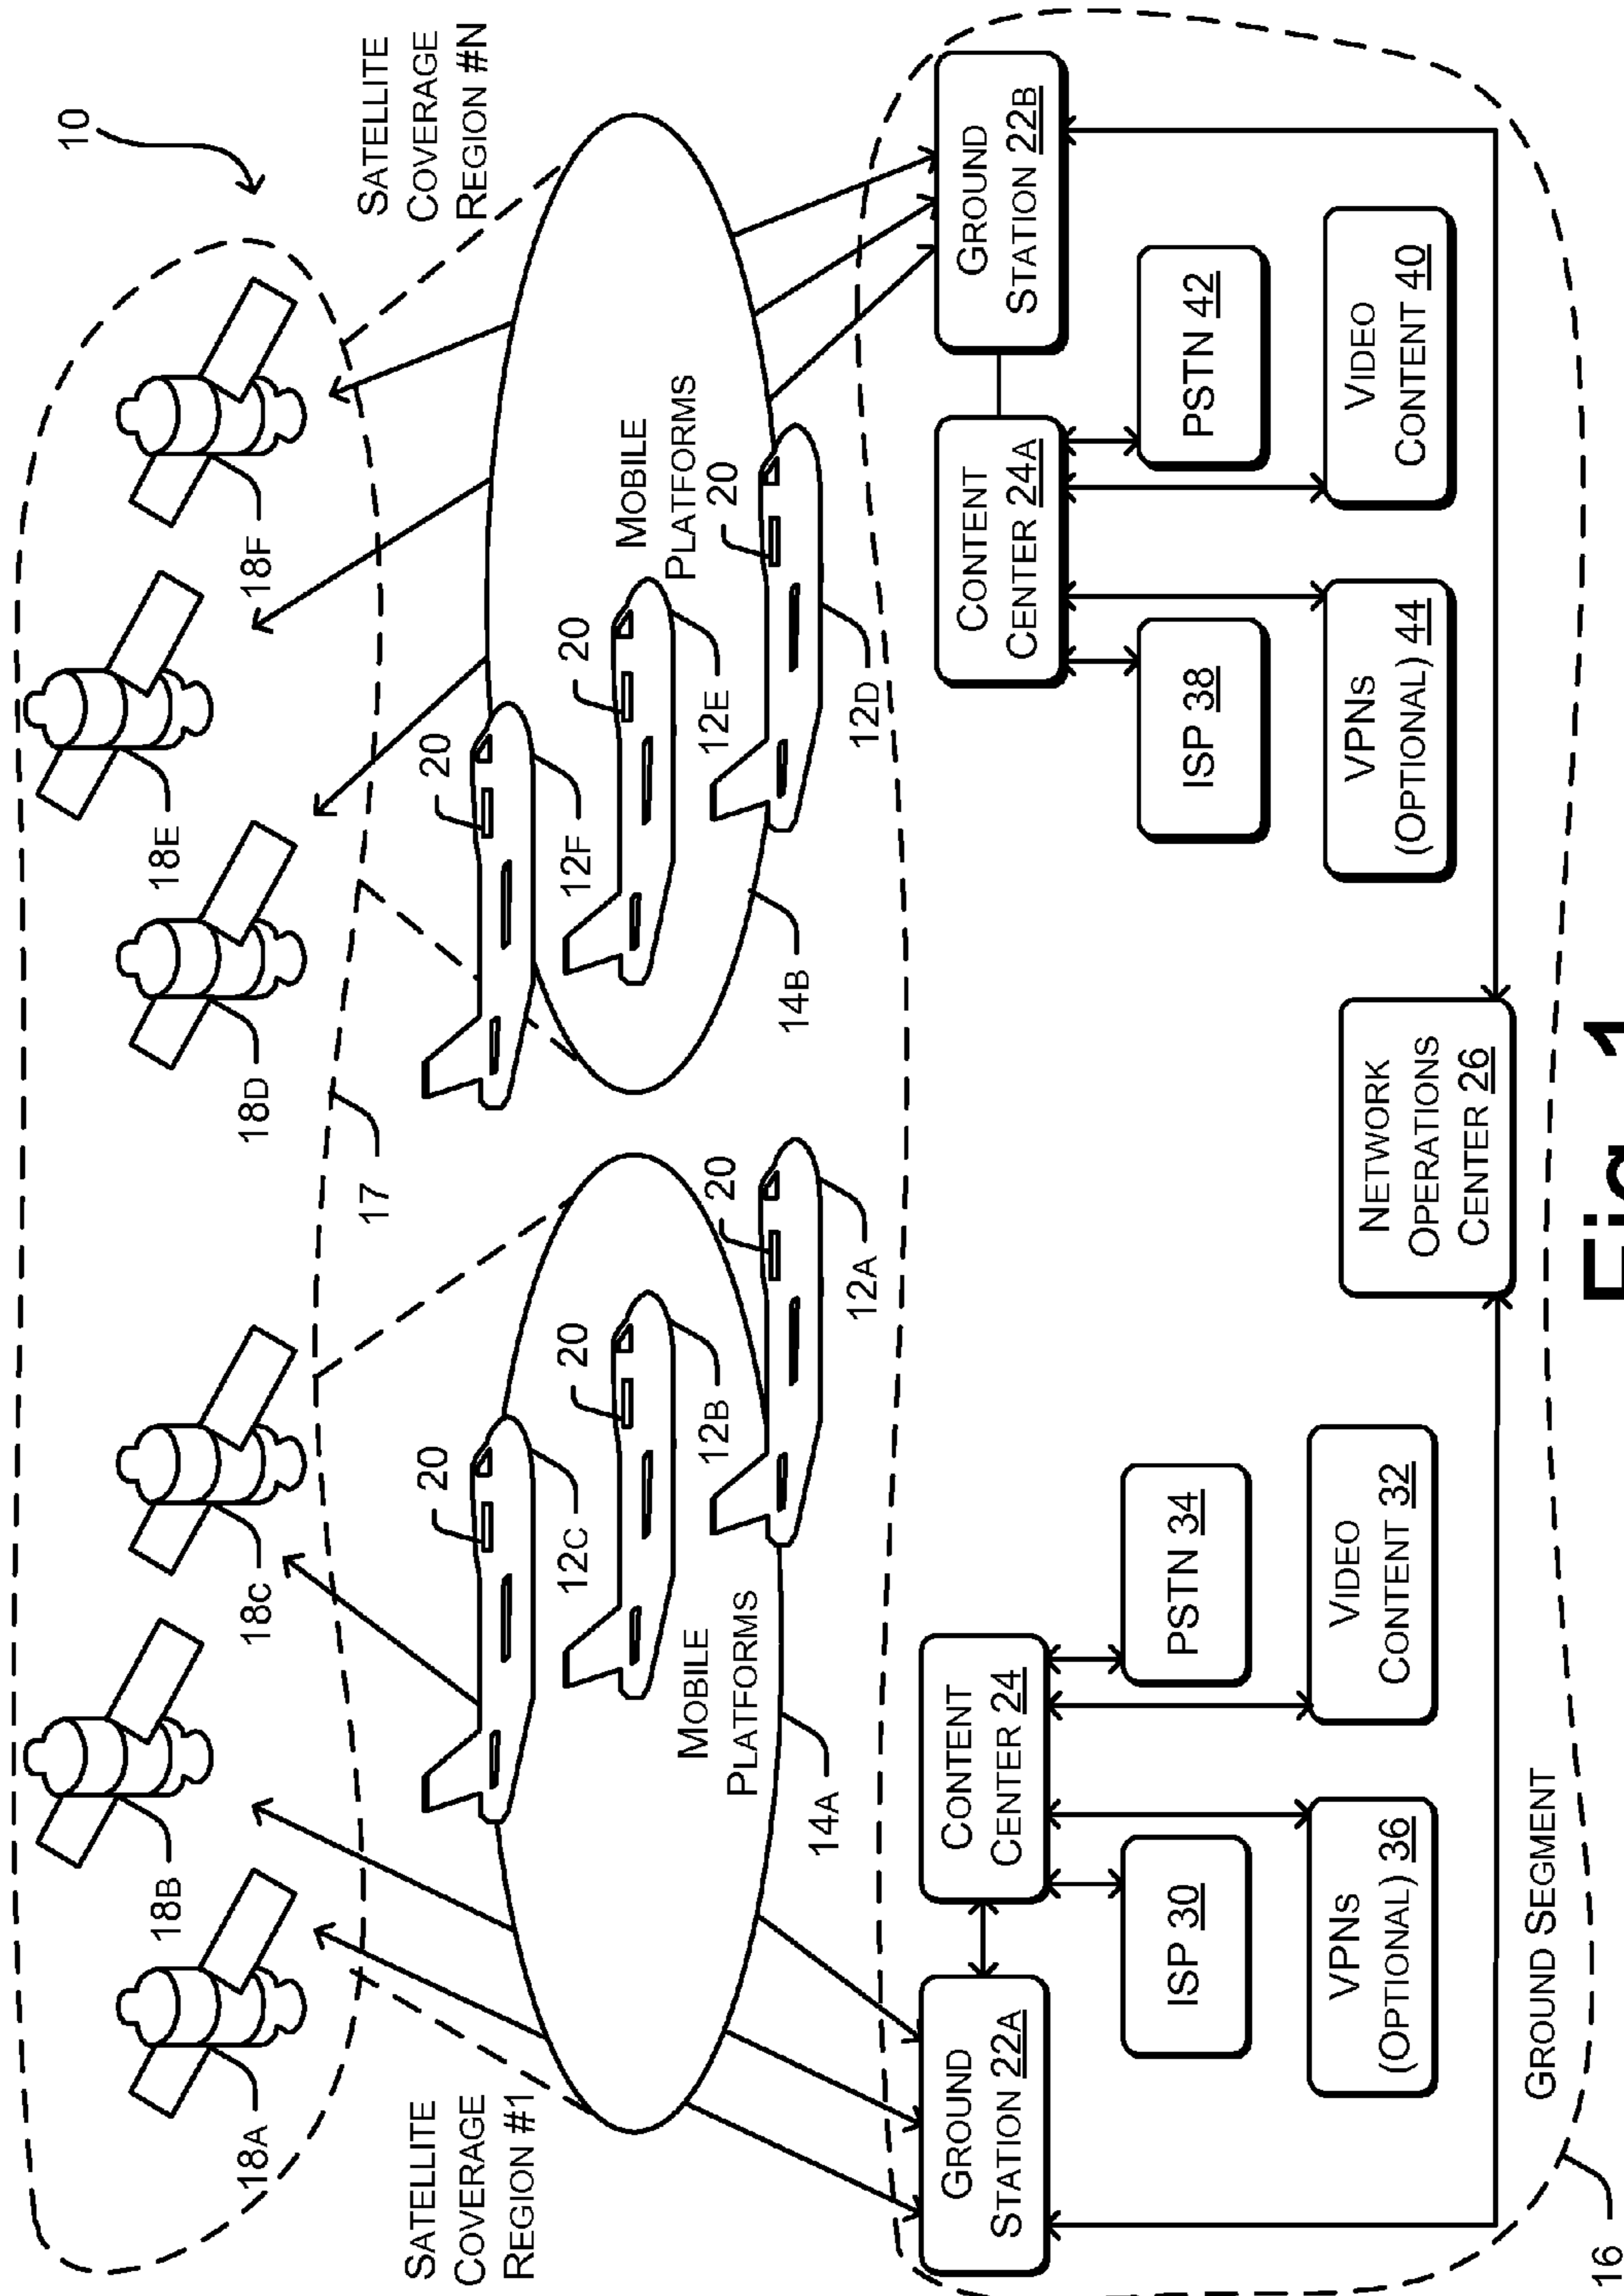 10
SATELLITE
COVERAGE
REGION #N
18A
18B
18C
18D
18E
18F
17
SATELLITE
COVERAGE
REGION #1
20
12C
20
12B
20
12A
MOBILE
PLATFORMS
14A
20
12F
20
12E
20
12D
MOBILE
PLATFORMS
14B
GROUND
STATION 22A
CONTENT
CENTER 24
ISP 30
PSTN 34
VPNs
(OPTIONAL) 36
VIDEO
CONTENT 32
CONTENT
CENTER 24A
GROUND
STATION 22B
ISP 38
PSTN 42
VPNs
(OPTIONAL) 44
VIDEO
CONTENT 40
NETWORK
OPERATIONS
CENTER 26
GROUND SEGMENT
16
Fig. 1